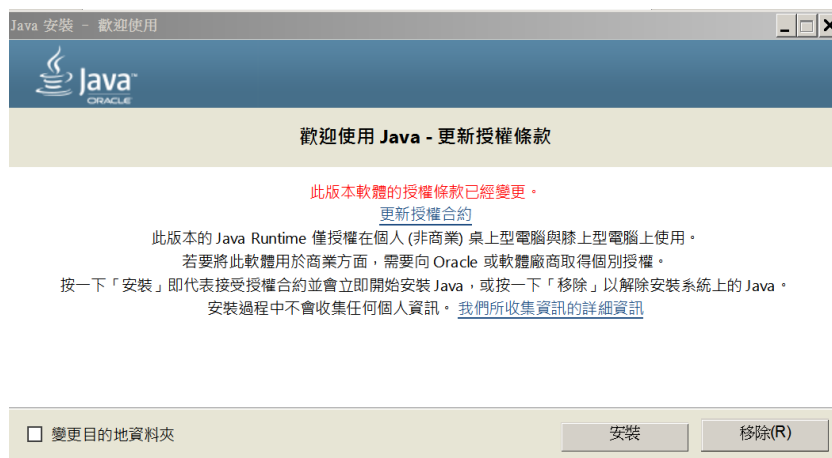 Java 安裝 - 歡迎使用
Java
ORACLE
歡迎使用 Java - 更新授權條款
此版本軟體的授權條款已經變更。
更新授權合約
此版本的 Java Runtime 僅授權在個人 (非商業) 桌上型電腦與膝上型電腦上使用。
若要將此軟體用於商業方面，需要向 Oracle 或軟體廠商取得個別授權。
按一下「安裝」即代表接受授權合約並會立即開始安裝 Java，或按一下「移除」以解除安裝系統上的 Java。
安裝過程中不會收集任何個人資訊。 我們所收集資訊的詳細資訊
變更目的地資料夾 安裝 移除(R)